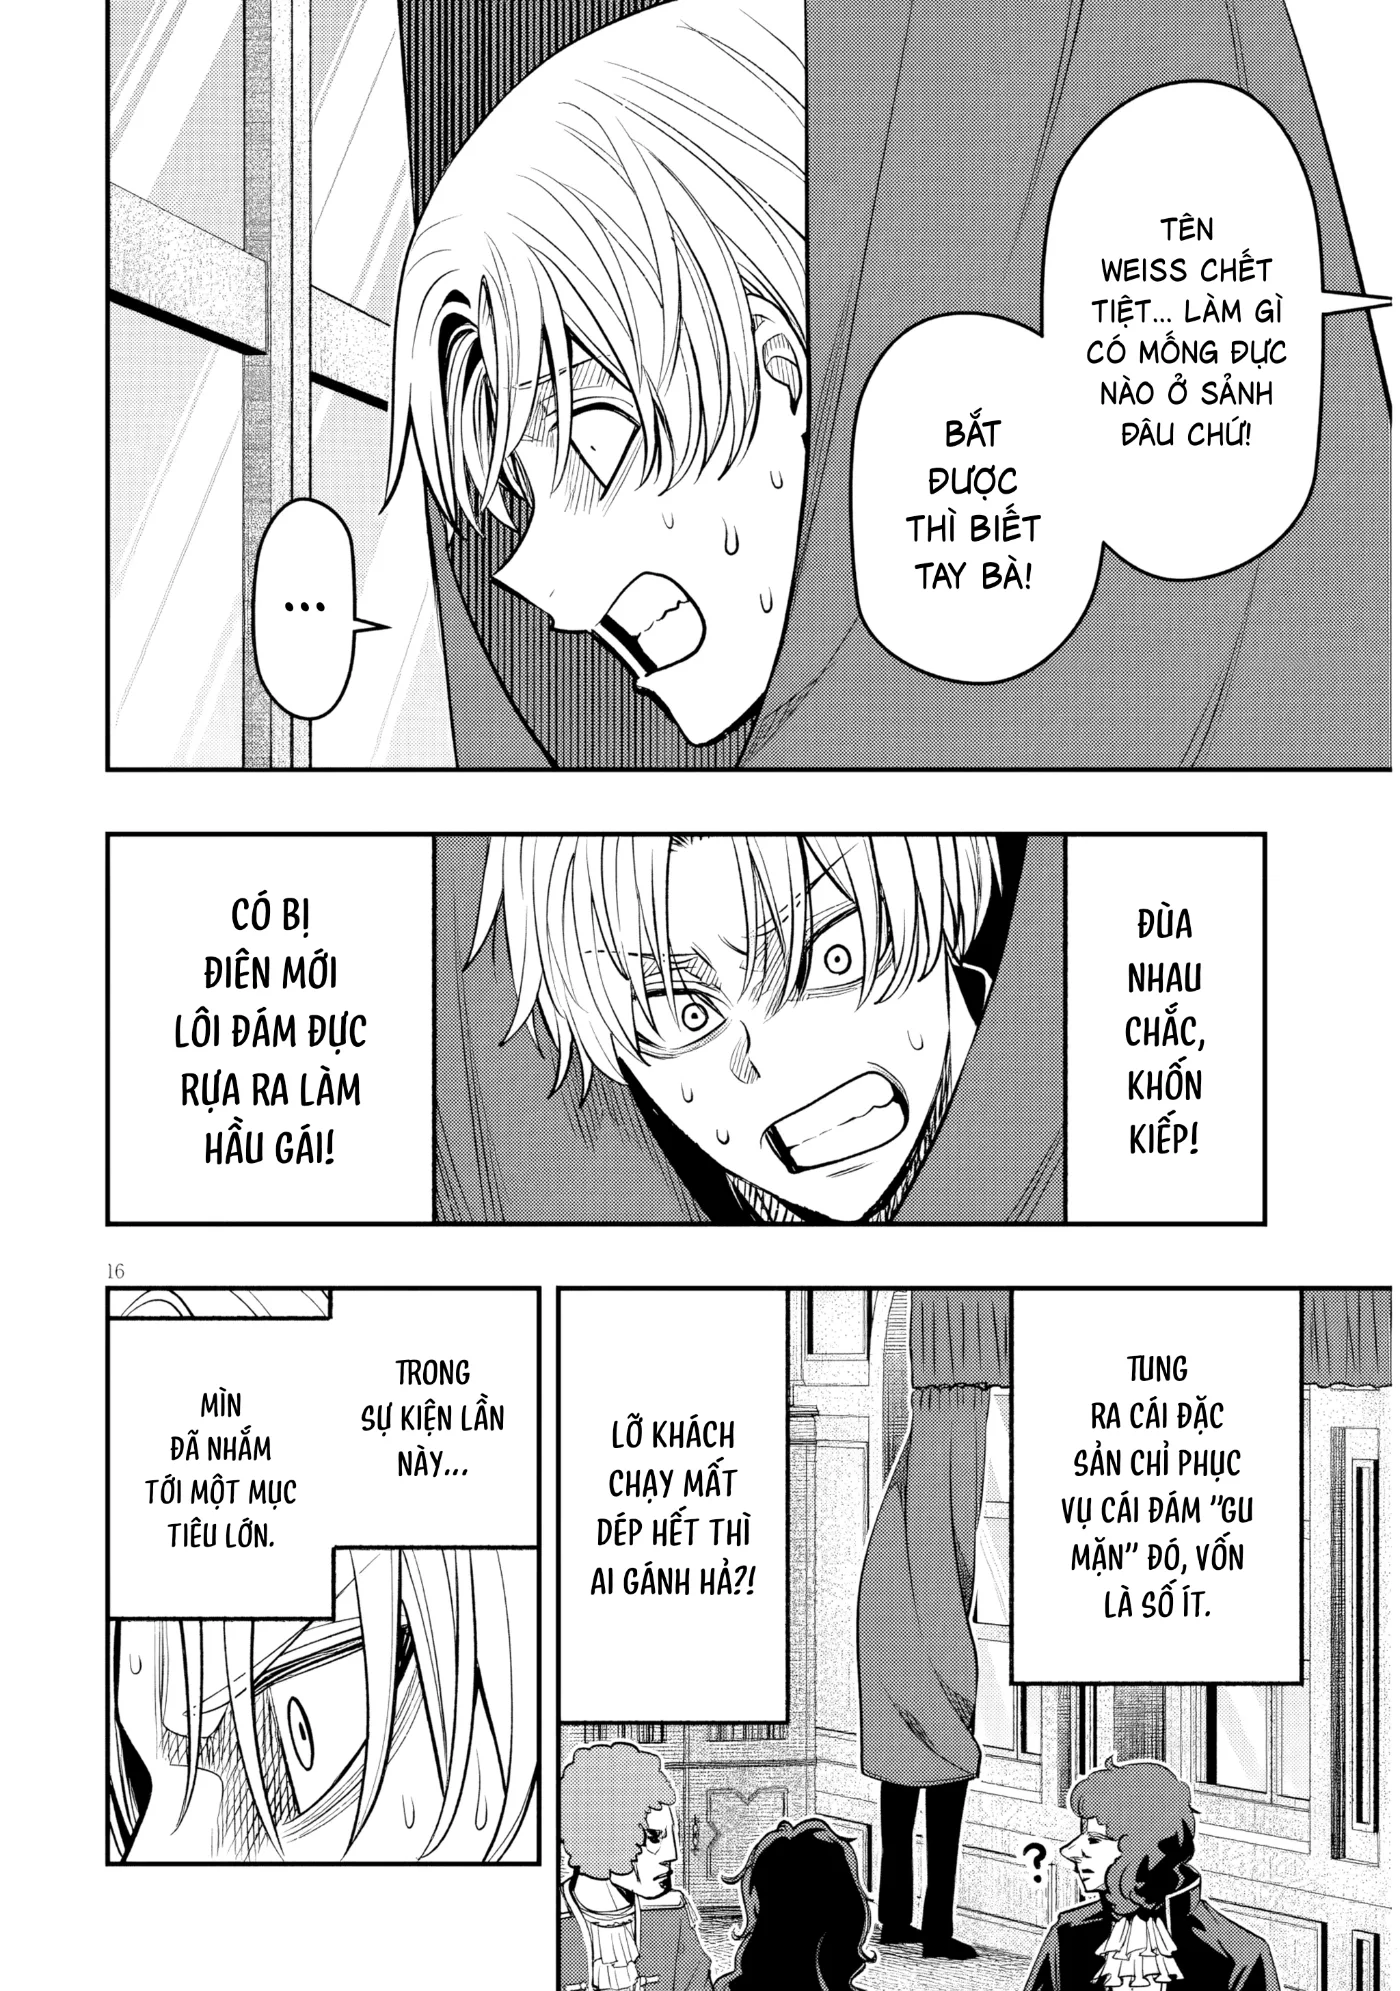 TÊN
WEISS CHẾT
TIỆT... LÀM GÌ
CÓ MỐNG ĐỰC
NÀO Ở SẢNH
ĐÂU CHỨ!
BẮT
ĐƯỢC
THÌ BIẾT
TAY BÀ!
...
ĐÙA
NHAU
CHẮC,
KHỐN
KIẾP!
CÓ BỊ
ĐIÊN MỚI
LÔI ĐÁM ĐỰC
RỰA RA LÀM
HẦU GÁI!
16
TUNG
RA CÁI ĐẶC
SẢN CHỈ PHỤC
VỤ CÁI ĐÁM "GU
MẶN" ĐÓ, VỐN
LÀ SỐ ÍT.
?
LỠ KHÁCH
CHẠY MẤT
DÉP HẾT THÌ
AI GÁNH HẢ?!
TRONG
SỰ KIỆN LẦN
NÀY...
MÌN
ĐÃ NHẮM
TỚI MỘT MỤC
TIÊU LỚN.